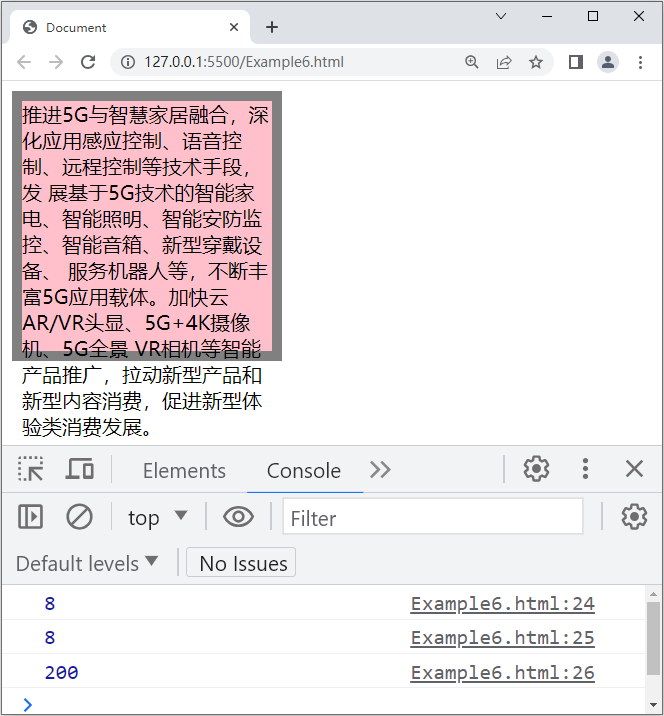 Document
127.0.0.1:5500/Example6.html
推进5G与智慧家居融合，深
化应用感应控制、语音控
制、远程控制等技术手段，
发 展基于5G技术的智能家
电、智能照明、智能安防监
控、智能音箱、新型穿戴设
备、 服务机器人等，不断丰
富5G应用载体。加快云
AR/VR头显、5G+4K摄像
机、5G全景 VR相机等智能
产品推广，拉动新型产品和
新型内容消费，促进新型体
验类消费发展。
Elements Console
top Filter
Default levels No Issues
8 Example6.html:24
8 Example6.html:25
200 Example6.html:26